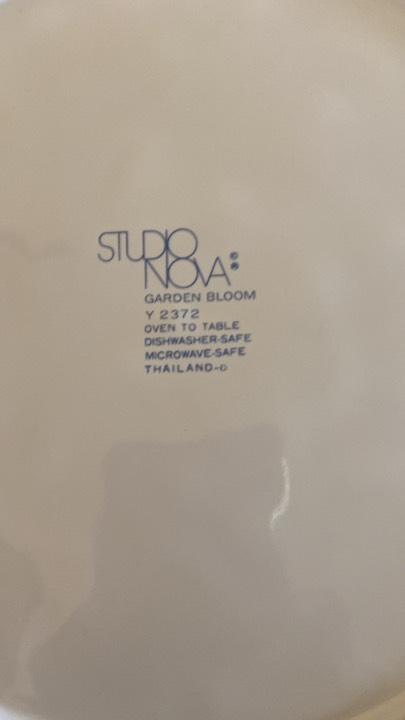 STUDIO
NOVA
GARDEN BLOOM
Y 2372
OVEN TO TABLE
DISHWASHER-SAFE
MICROWAVE-SAFE
THAILAND-